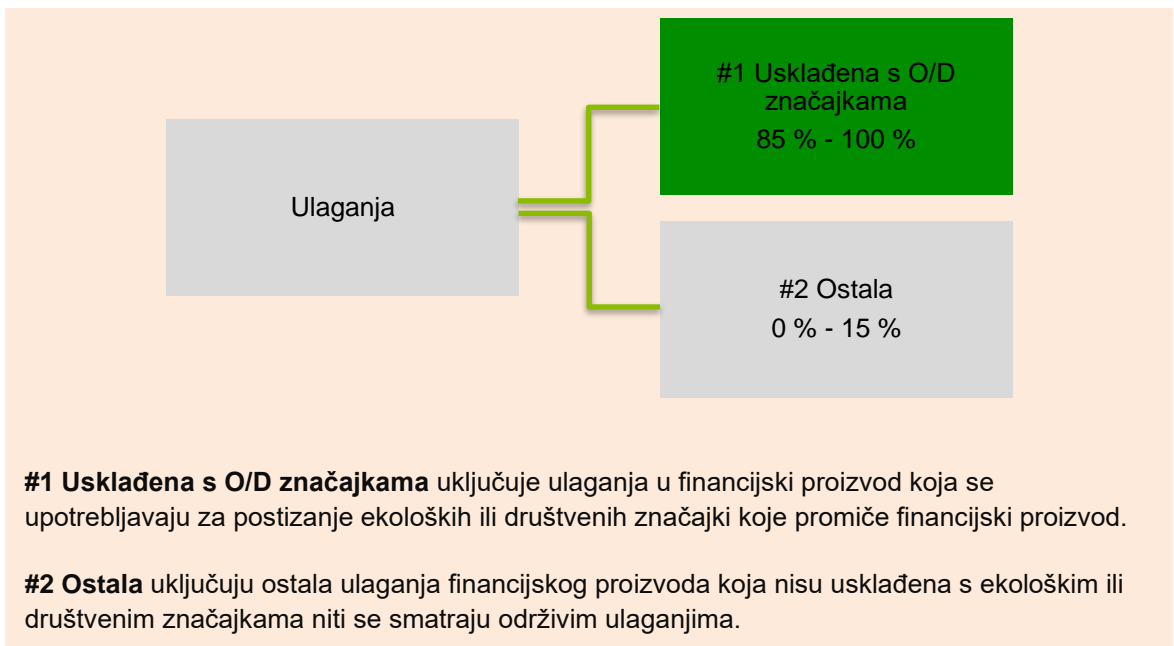 #1 Usklađena s O/D
značajkama
85 % - 100 %
Ulaganja
#2 Ostala
0 % - 15 %
#1 Usklađena s O/D značajkama uključuje ulaganja u financijski proizvod koja se
upotrebljavaju za postizanje ekoloških ili društvenih značajki koje promiče financijski proizvod.
#2 Ostala uključuju ostala ulaganja financijskog proizvoda koja nisu usklađena s ekološkim ili
društvenim značajkama niti se smatraju održivim ulaganjima.